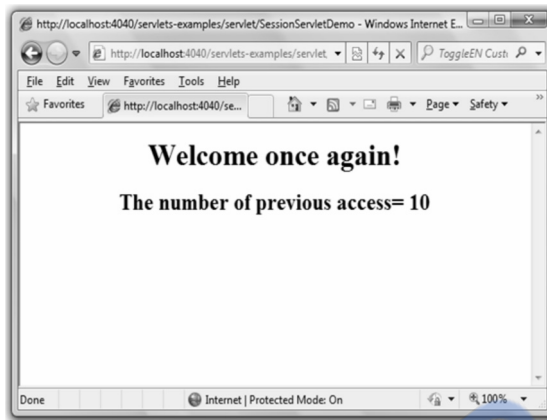 http://localhost:4040/servlets-examples/servlet/SessionServletDemo - Windows Internet E...
http://localhost:4040/servlets-examples/servlet
ToggleEN Custi
File Edit View Favorites Tools Help
Favorites http://localhost:4040/se... Page Safety
Welcome once again!
The number of previous access= 10
Done Internet | Protected Mode: On 100%